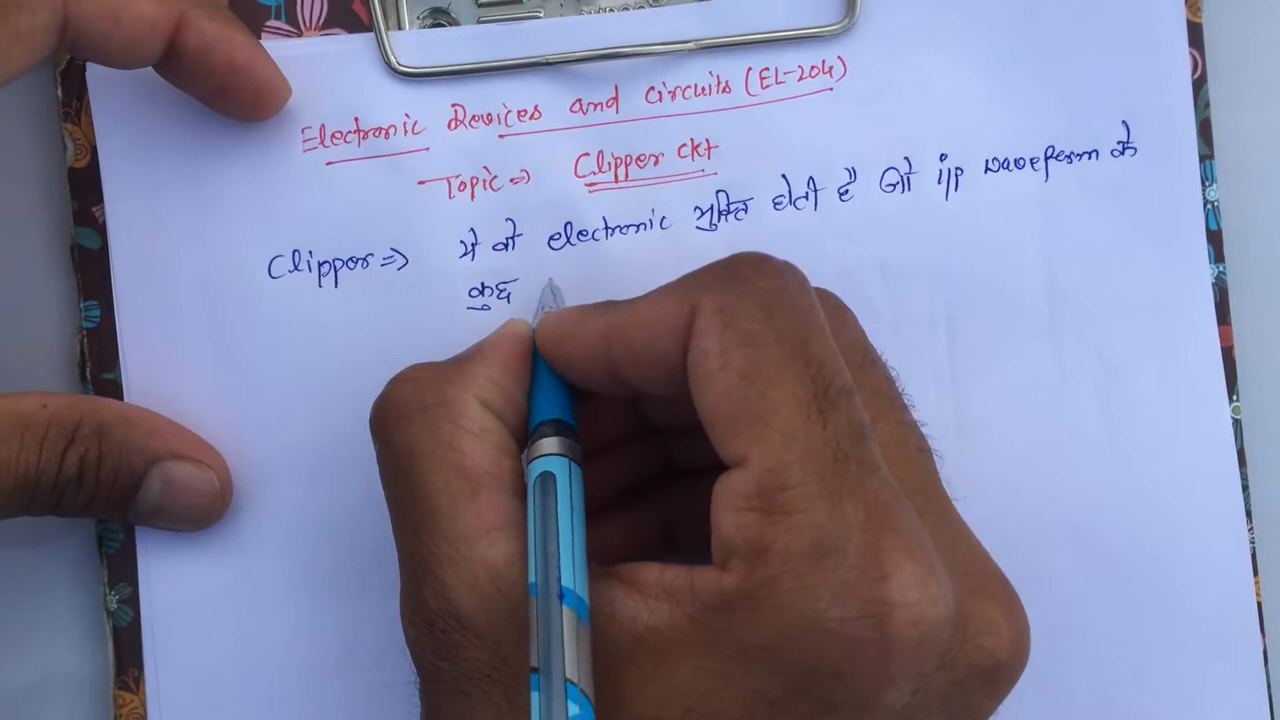 Electronic Devices and Circuits (EL-204)
Topic => Clipper ckt
Clipper => ये वो electronic युक्ति होती है जो i/p waveform के
कुछ